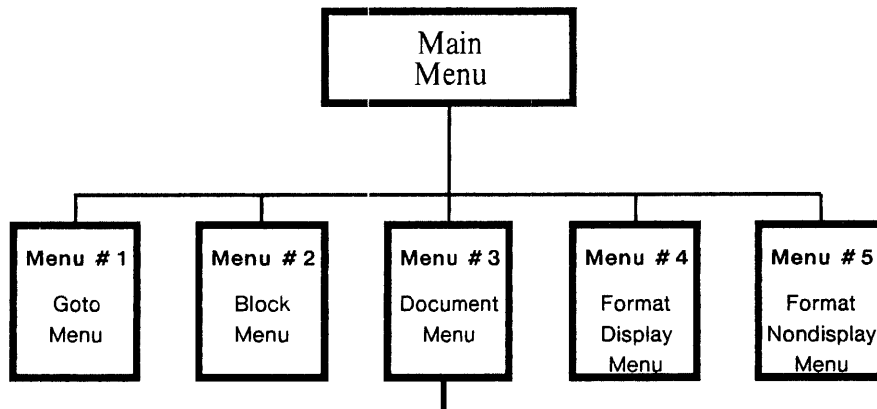 Main
Menu
Menu # 1
Goto
Menu
Menu # 2
Block
Menu
Menu # 3
Document
Menu
Menu # 4
Format
Display
Menu
Menu # 5
Format
Nondisplay
Menu